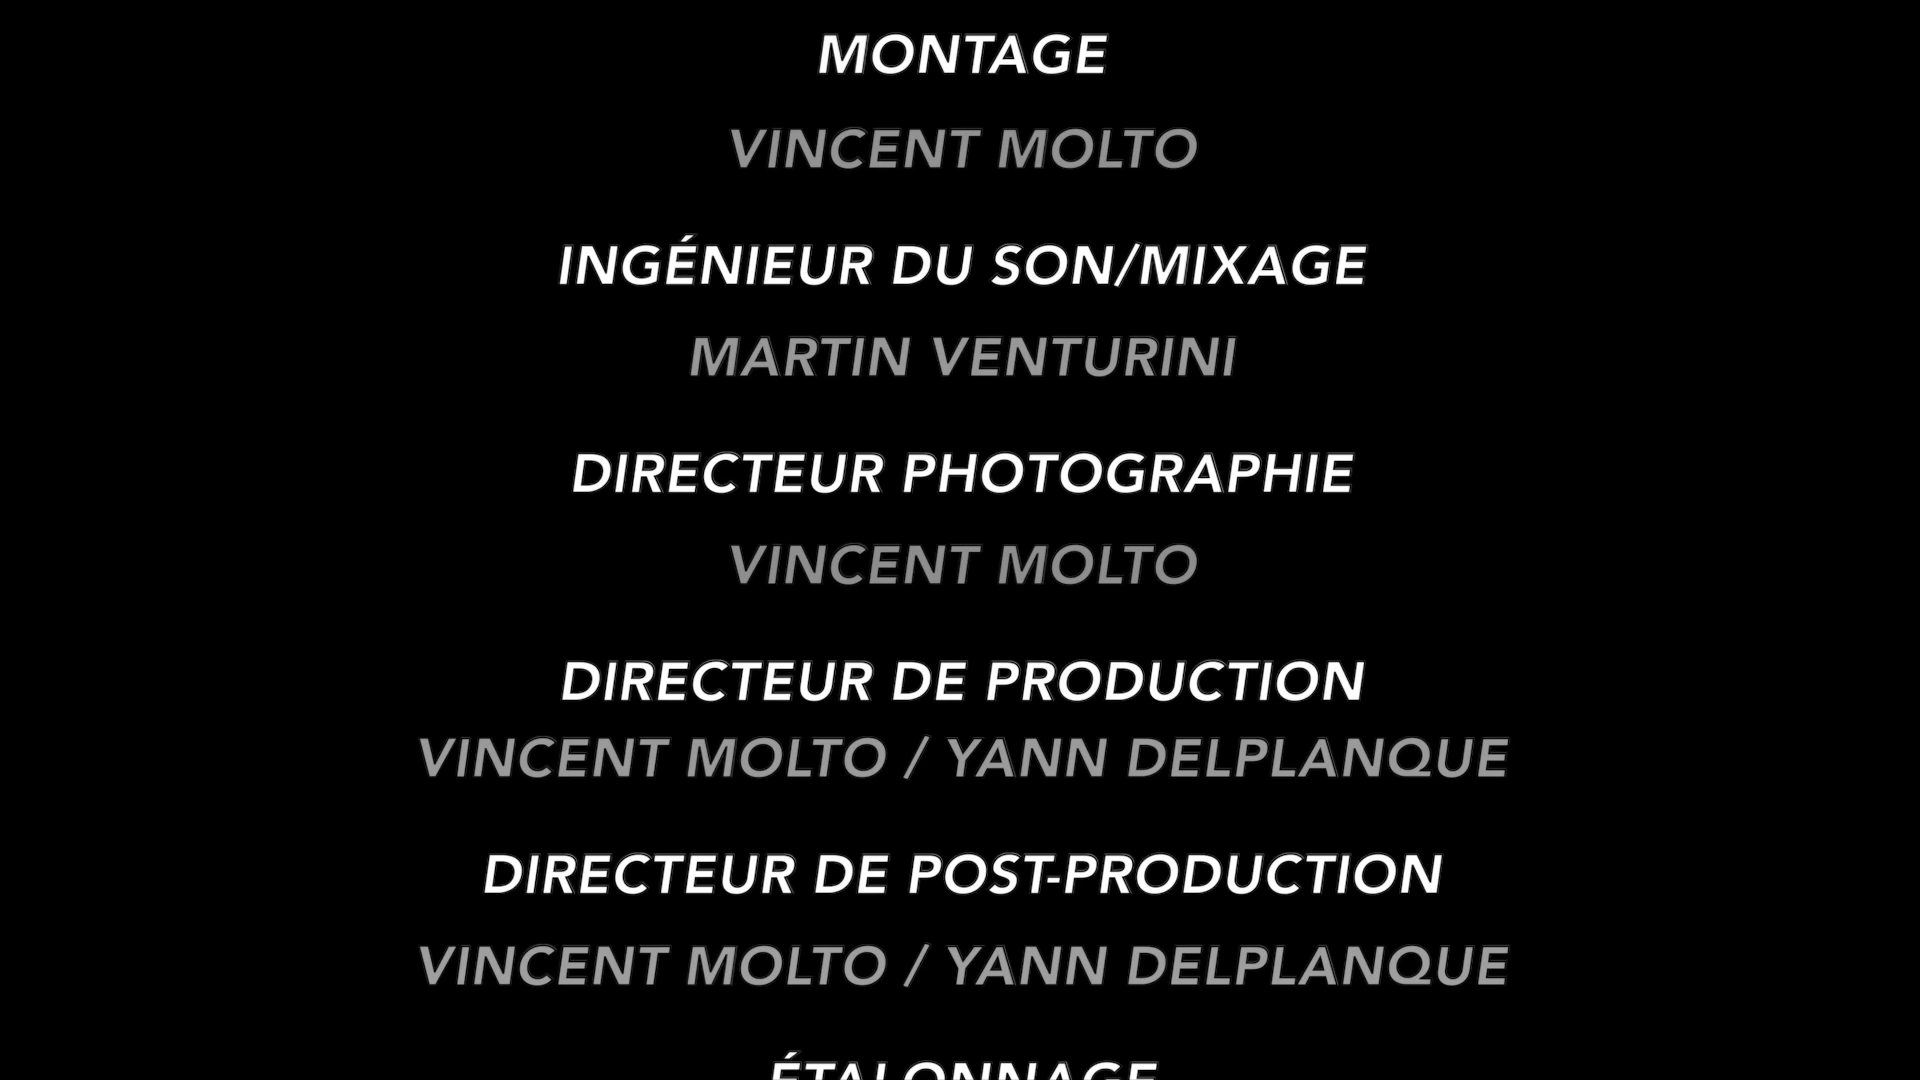 MONTAGE
VINCENT MOLTO
INGÉNIEUR DU SON/MIXAGE
MARTIN VENTURINI
DIRECTEUR PHOTOGRAPHIE
VINCENT MOLTO
DIRECTEUR DE PRODUCTION
VINCENT MOLTO / YANN DELPLANQUE
DIRECTEUR DE POST-PRODUCTION
VINCENT MOLTO / YANN DELPLANQUE
ÉTALONNAGE